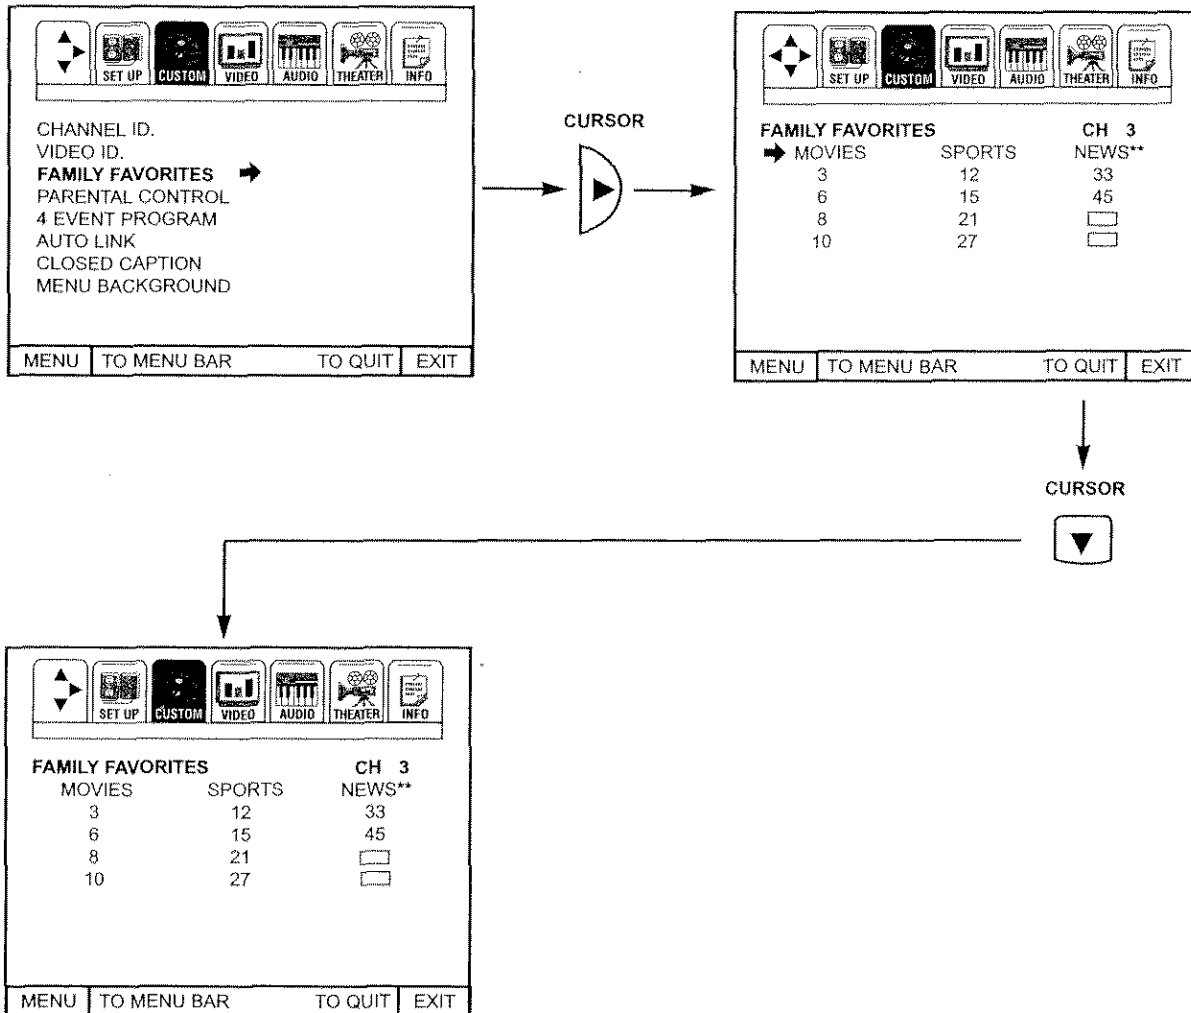 SET UP CUSTOM VIDEO AUDIO THEATER INFO
CHANNEL ID.
VIDEO ID.
FAMILY FAVORITES
PARENTAL CONTROL
4 EVENT PROGRAM
AUTO LINK
CLOSED CAPTION
MENU BACKGROUND
MENU TO MENU BAR TO QUIT EXIT
CURSOR
SET UP CUSTOM VIDEO AUDIO THEATER INFO
FAMILY FAVORITES CH 3
MOVIES SPORTS NEWS**
3 12 33
6 15 45
8 21
10 27
MENU TO MENU BAR TO QUIT EXIT
CURSOR
SET UP CUSTOM VIDEO AUDIO THEATER INFO
FAMILY FAVORITES CH 3
MOVIES SPORTS NEWS**
3 12 33
6 15 45
8 21
10 27
MENU TO MENU BAR TO QUIT EXIT